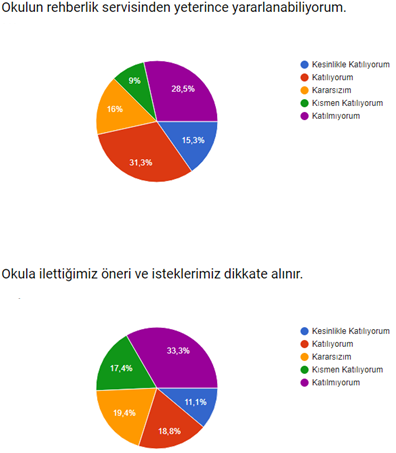 Okulun rehberlik servisinden yeterince yararlanabiliyorum.
Kesinlikle Katılıyorum
Katılıyorum
Kararsızım
Kısmen Katılıyorum
Katılmıyorum
28,5%
9%
16%
15,3%
31,3%
Okula ilettiğimiz öneri ve isteklerimiz dikkate alınır.
Kesinlikle Katılıyorum
Katılıyorum
Kararsızım
Kısmen Katılıyorum
Katılmıyorum
33,3%
17,4%
11,1%
19,4%
18,8%